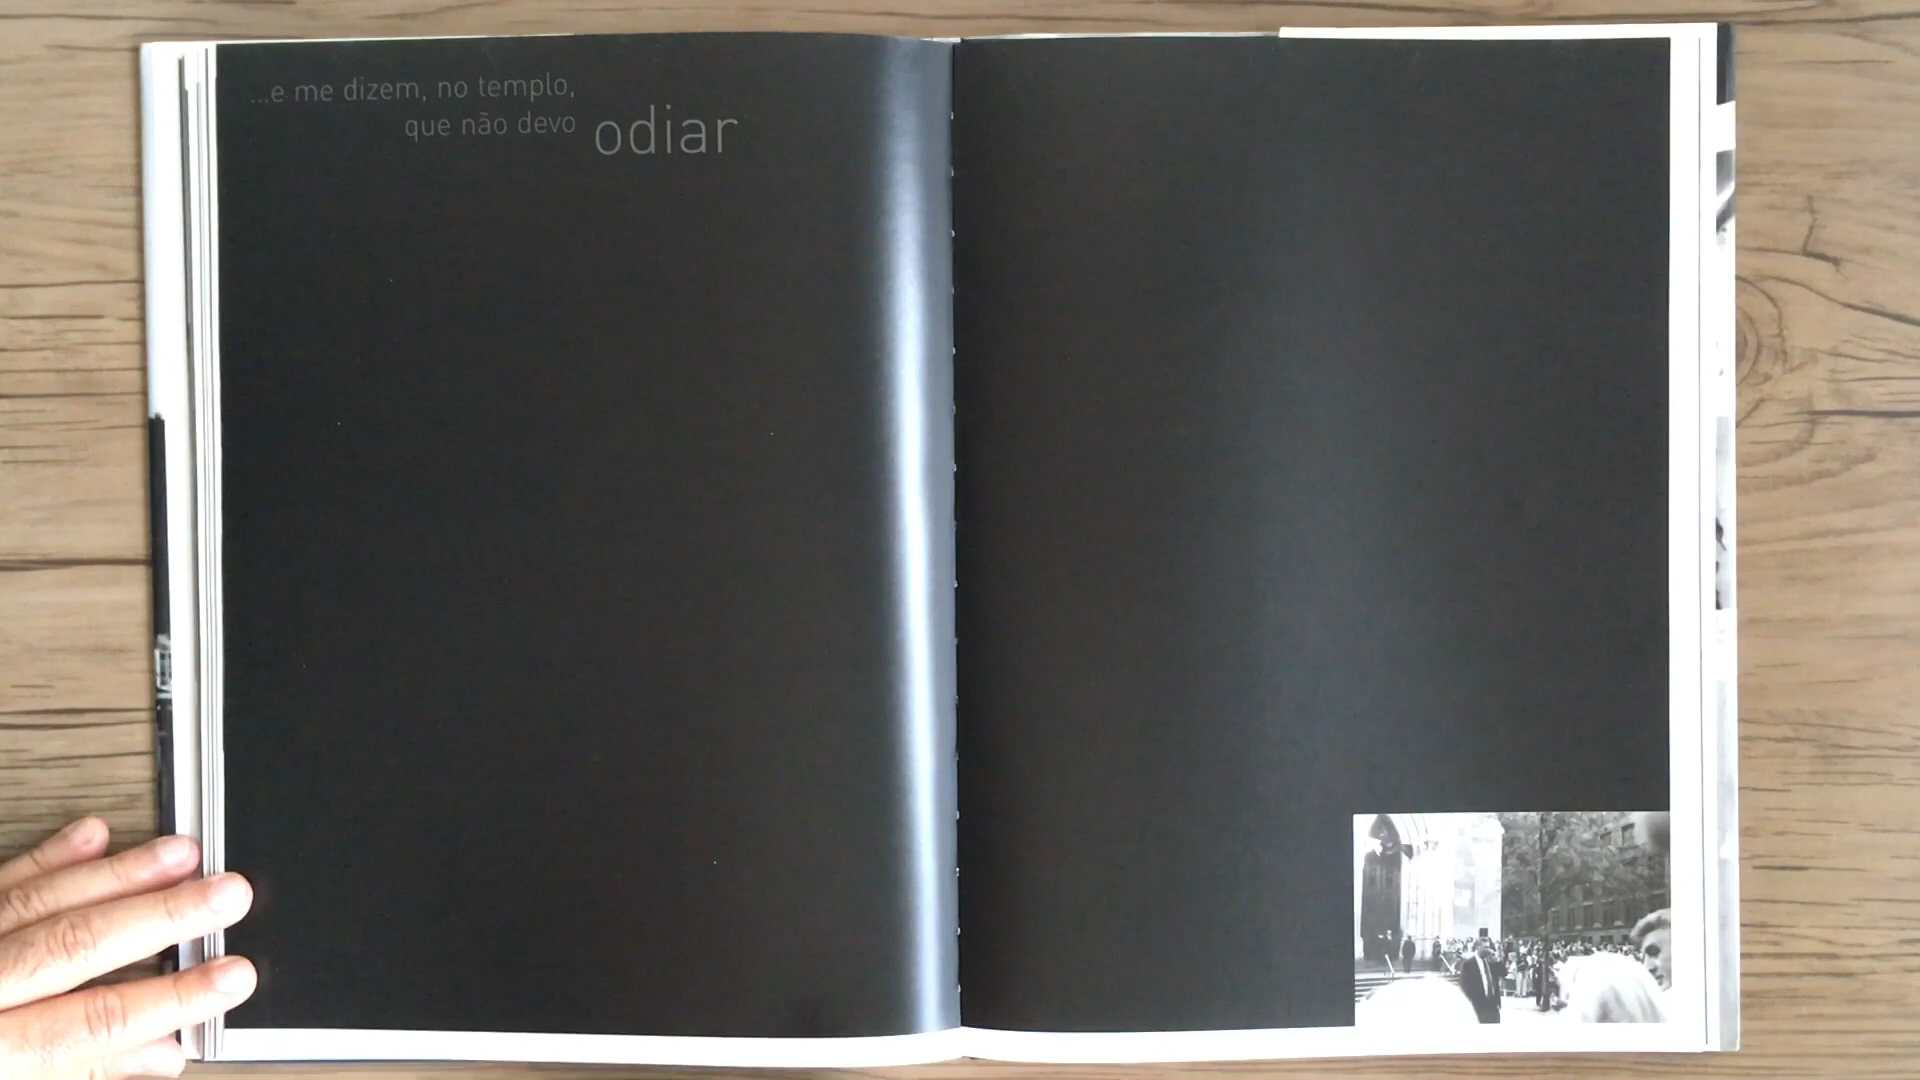 ...e me dizem, no templo,
que não devo odiar